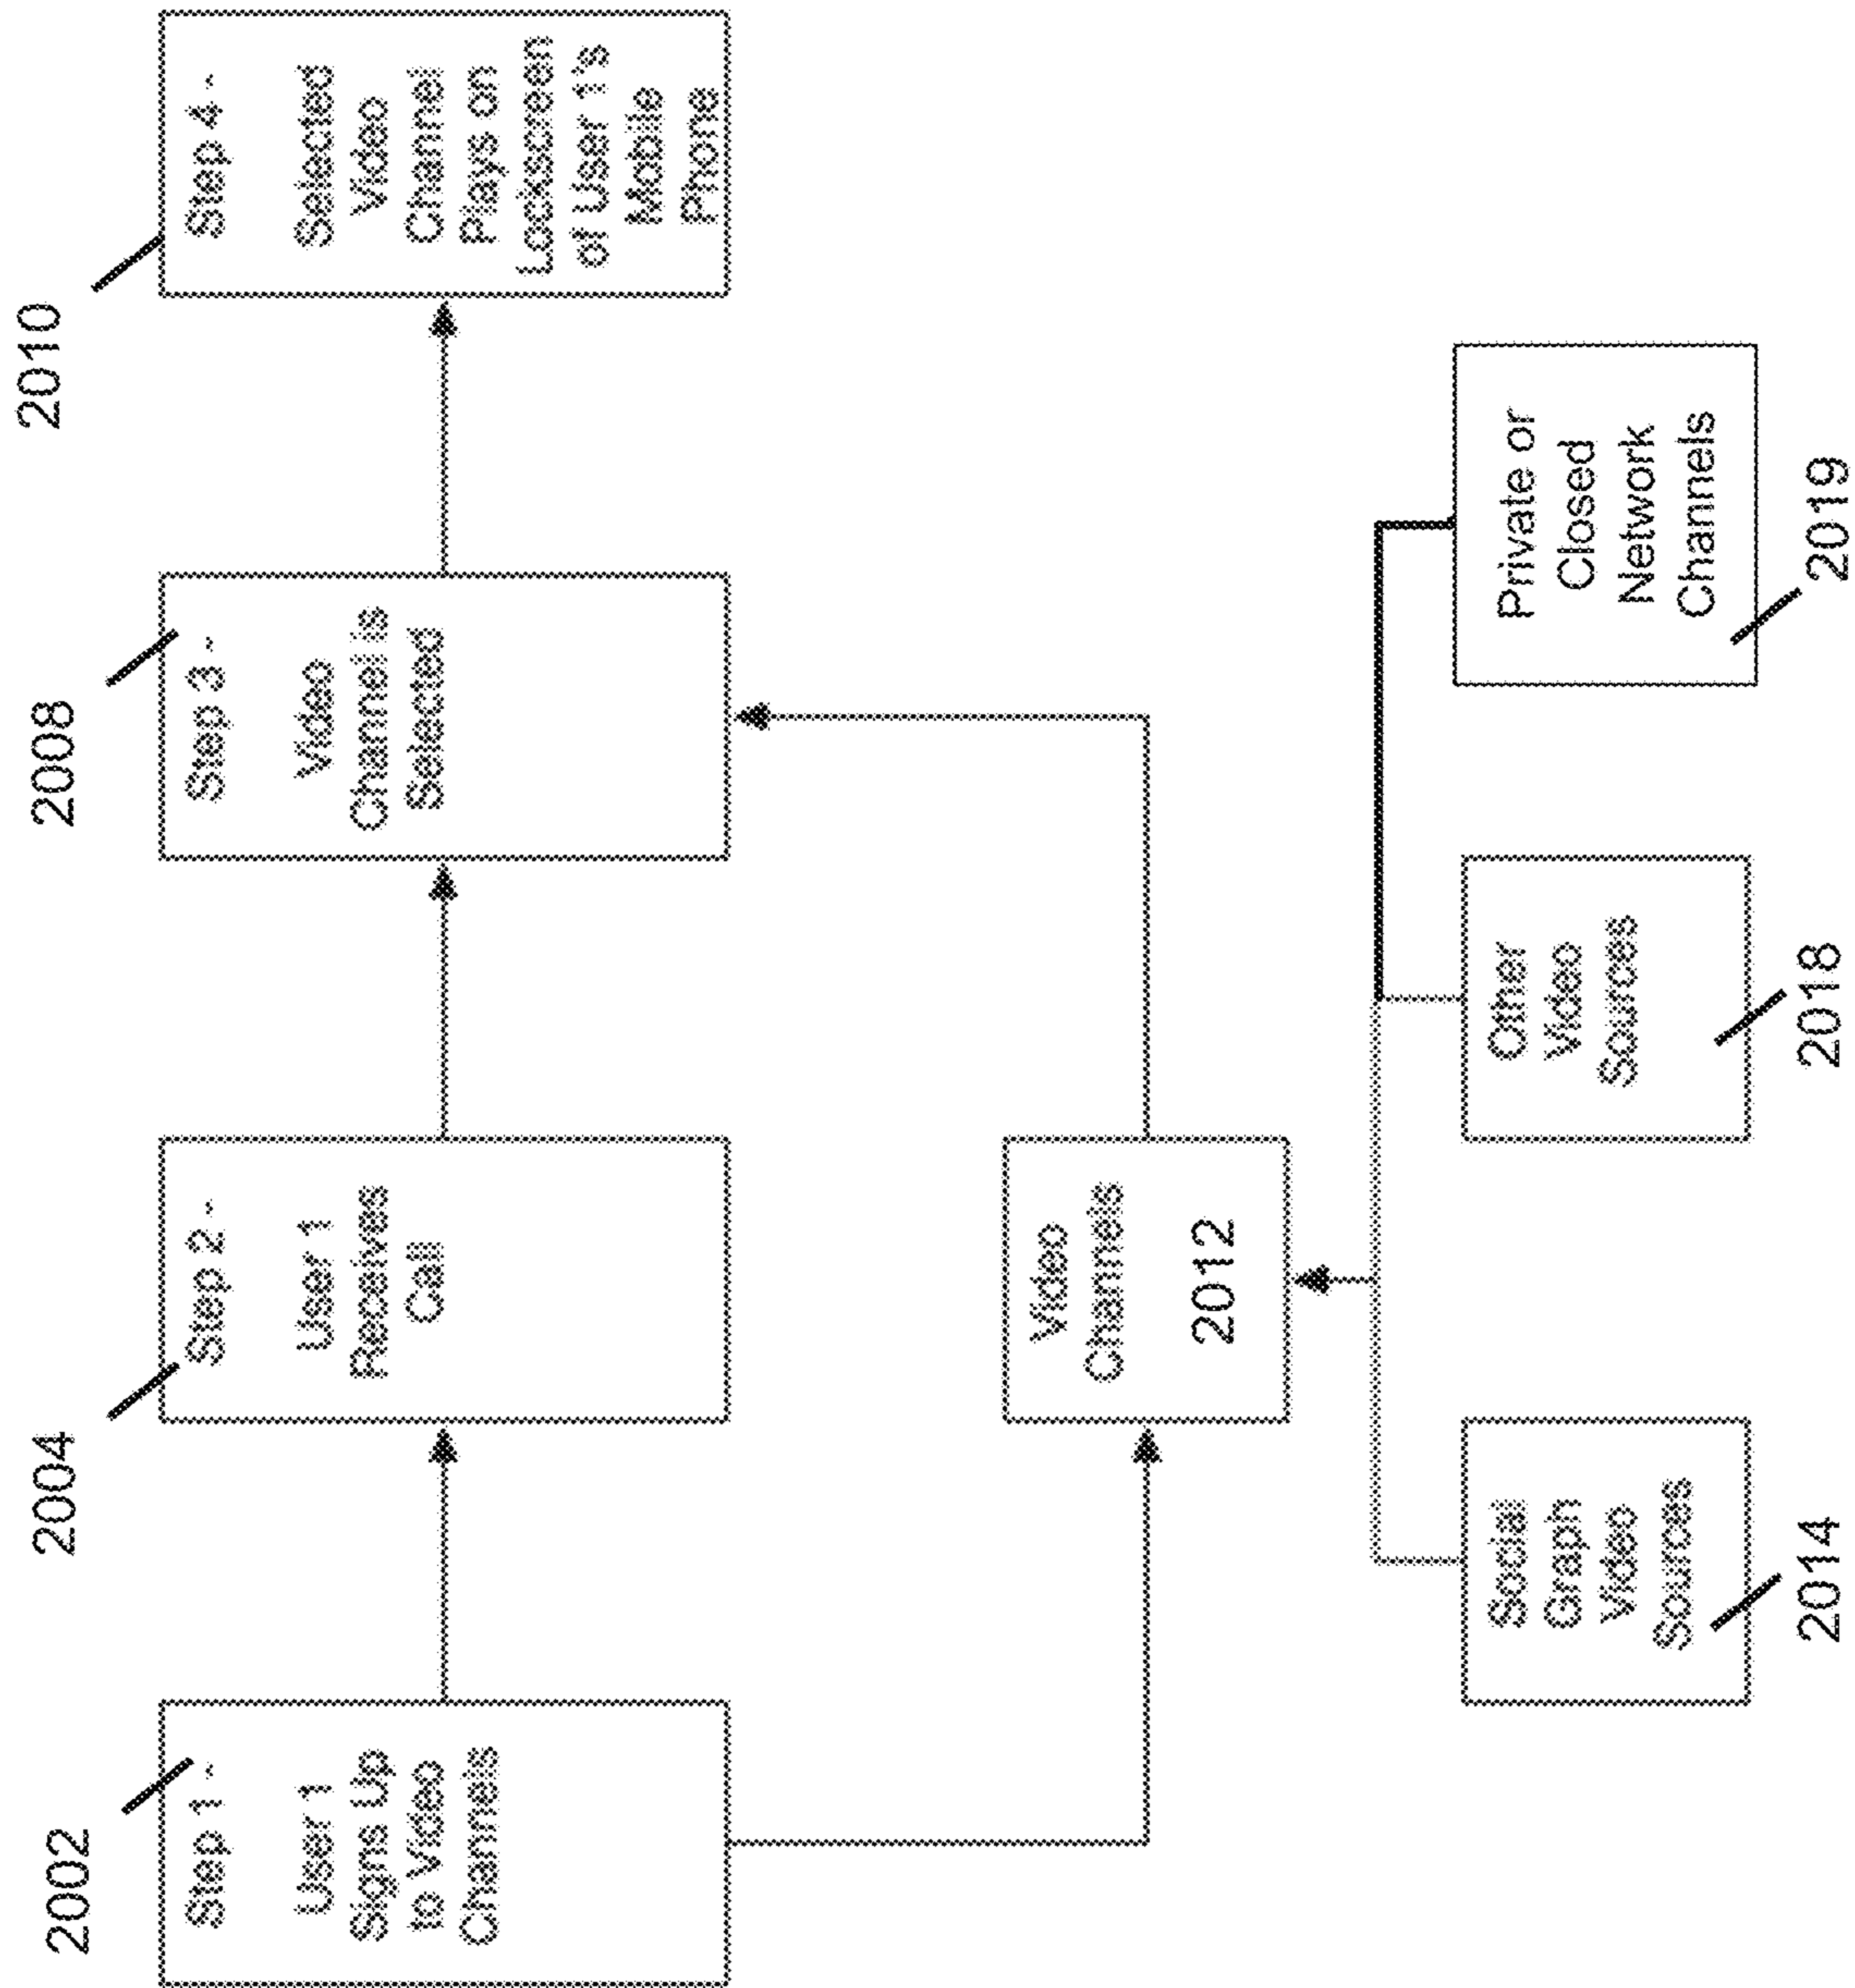 2002
Step 1 -
User 1
Signs Up
to Video
Channels
2004
Step 2 -
User 1
Receives
Call
2008
Step 3 -
Video
Channel is
Selected
2010
Step 4 -
Selected
Video
Channel
Plays on
Lockscreen
of User 1's
Mobile
Phone
Video
Channels
2012
Social
Graph
Video
Sources
2014
Other
Video
Sources
2018
Private or
Closed
Network
Channels
2019